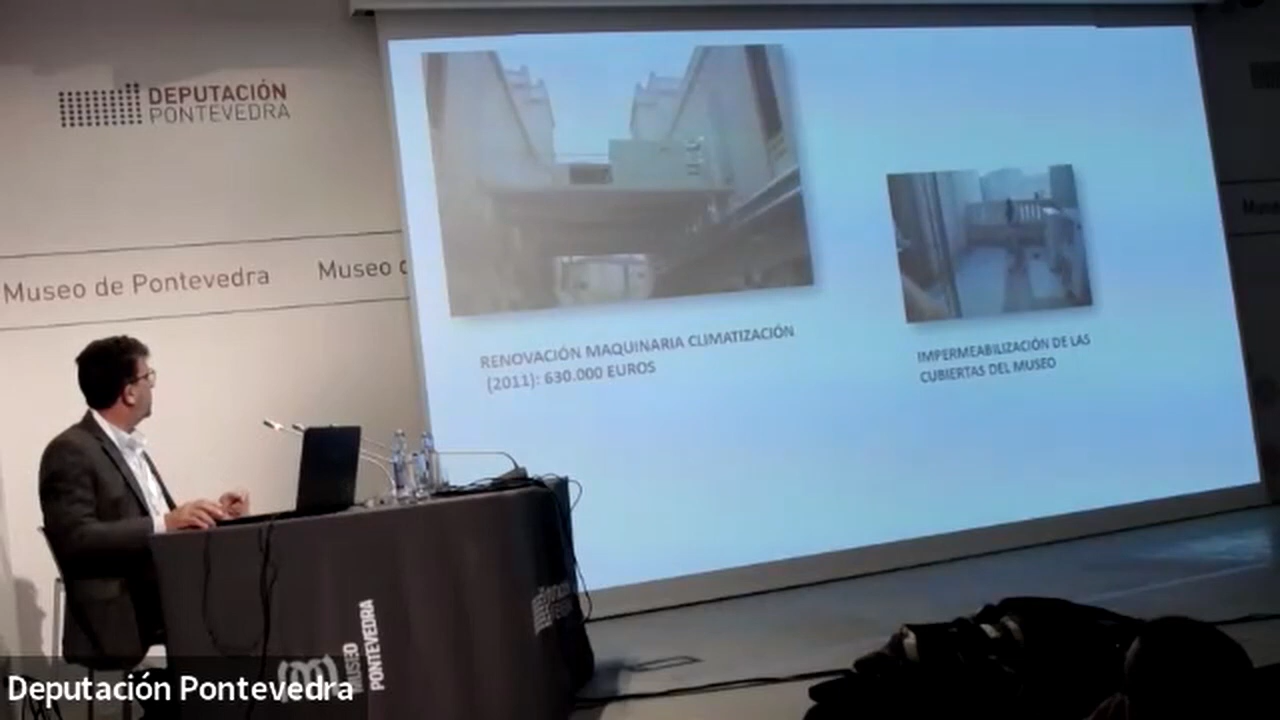 DEPUTACIÓN
PONTEVEDRA
Museo de Pontevedra
Museo
RENOVACIÓN MAQUINARIA CLIMATIZACIÓN
(2011): 630.000 EUROS
IMPERMEABILIZACIÓN DE LAS
CUBIERTAS DEL MUSEO
MUSEO
PONTEVEDRA
Deputación Pontevedra